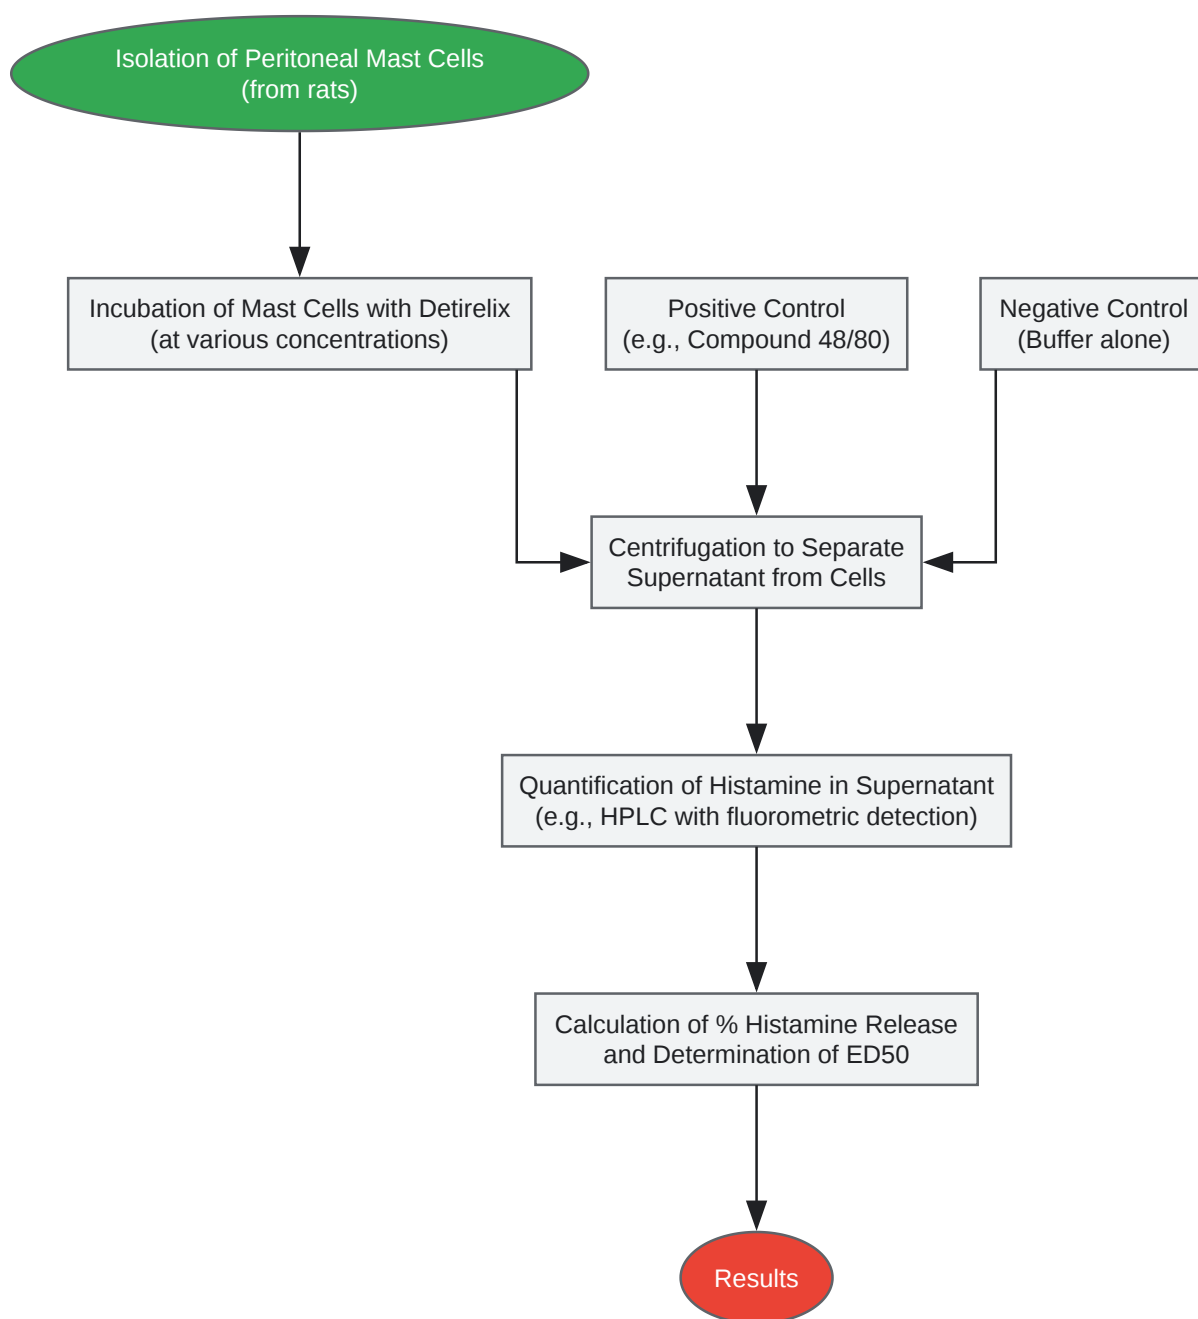 Isolation of Peritoneal Mast Cells
(from rats)
Incubation of Mast Cells with Detirelix
(at various concentrations)
Positive Control
(e.g., Compound 48/80)
Negative Control
(Buffer alone)
Centrifugation to Separate
Supernatant from Cells
Quantification of Histamine in Supernatant
(e.g., HPLC with fluorometric detection)
Calculation of % Histamine Release
and Determination of ED50
Results